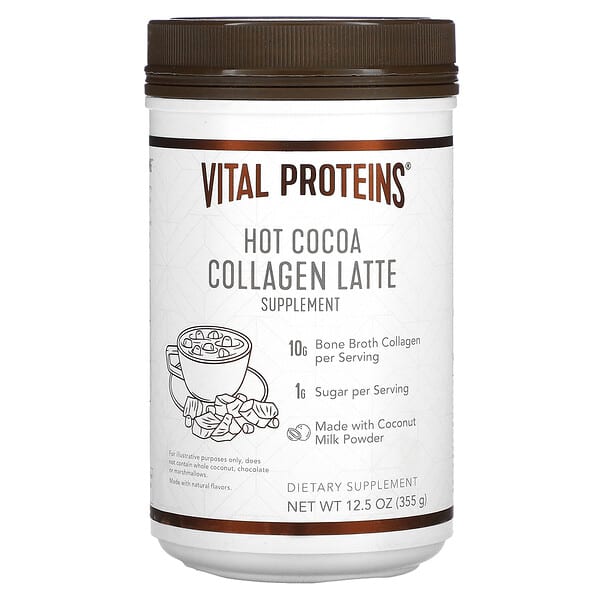 VITAL PROTEINS®
HOT COCOA
COLLAGEN LATTE
SUPPLEMENT
10G Bone Broth Collagen
per Serving
1G Sugar per Serving
Made with Coconut
Milk Powder
For illustrative purposes only, does
not contain whole coconut, chocolate
or marshmallows.
Made with natural flavors.
DIETARY SUPPLEMENT
NET WT 12.5 OZ (355 g)